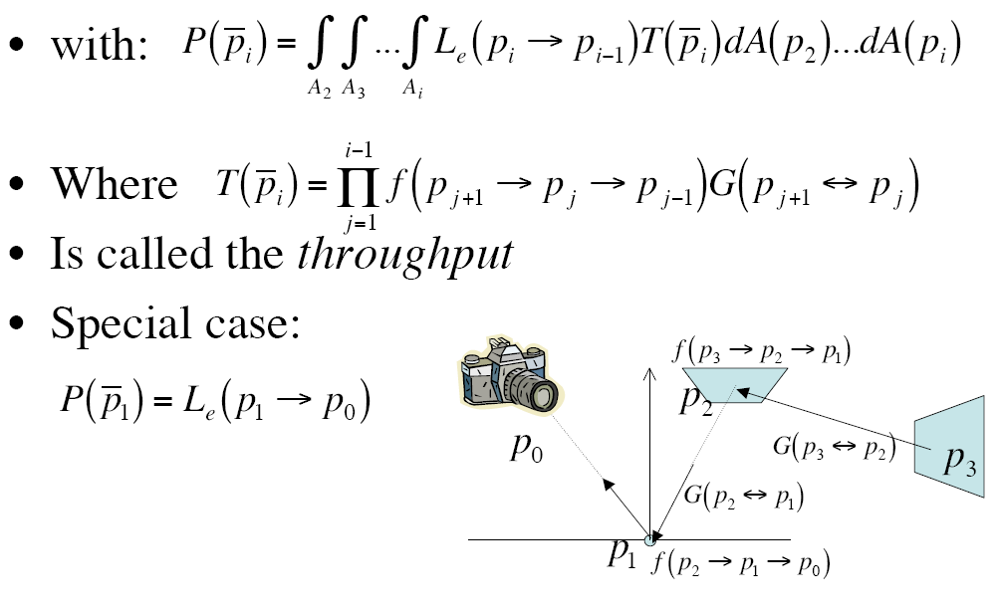 • with: P(p̅ᵢ) = ∫∫...∫ Lₑ(pᵢ → pᵢ₋₁)T(p̅ᵢ)dA(p₂)...dA(pᵢ)
A₂ A₃ Aᵢ
i−1
• Where T(p̅ᵢ) = ∏ f(pⱼ₊₁ → pⱼ → pⱼ₋₁)G(pⱼ₊₁ ↔ pⱼ)
j=1
• Is called the throughput
• Special case:
P(p̅₁) = Lₑ(p₁ → p₀)
f(p₃ → p₂ → p₁)
p₂
p₀
G(p₃ ↔ p₂)
p₃
G(p₂ ↔ p₁)
p₁
f(p₂ → p₁ → p₀)